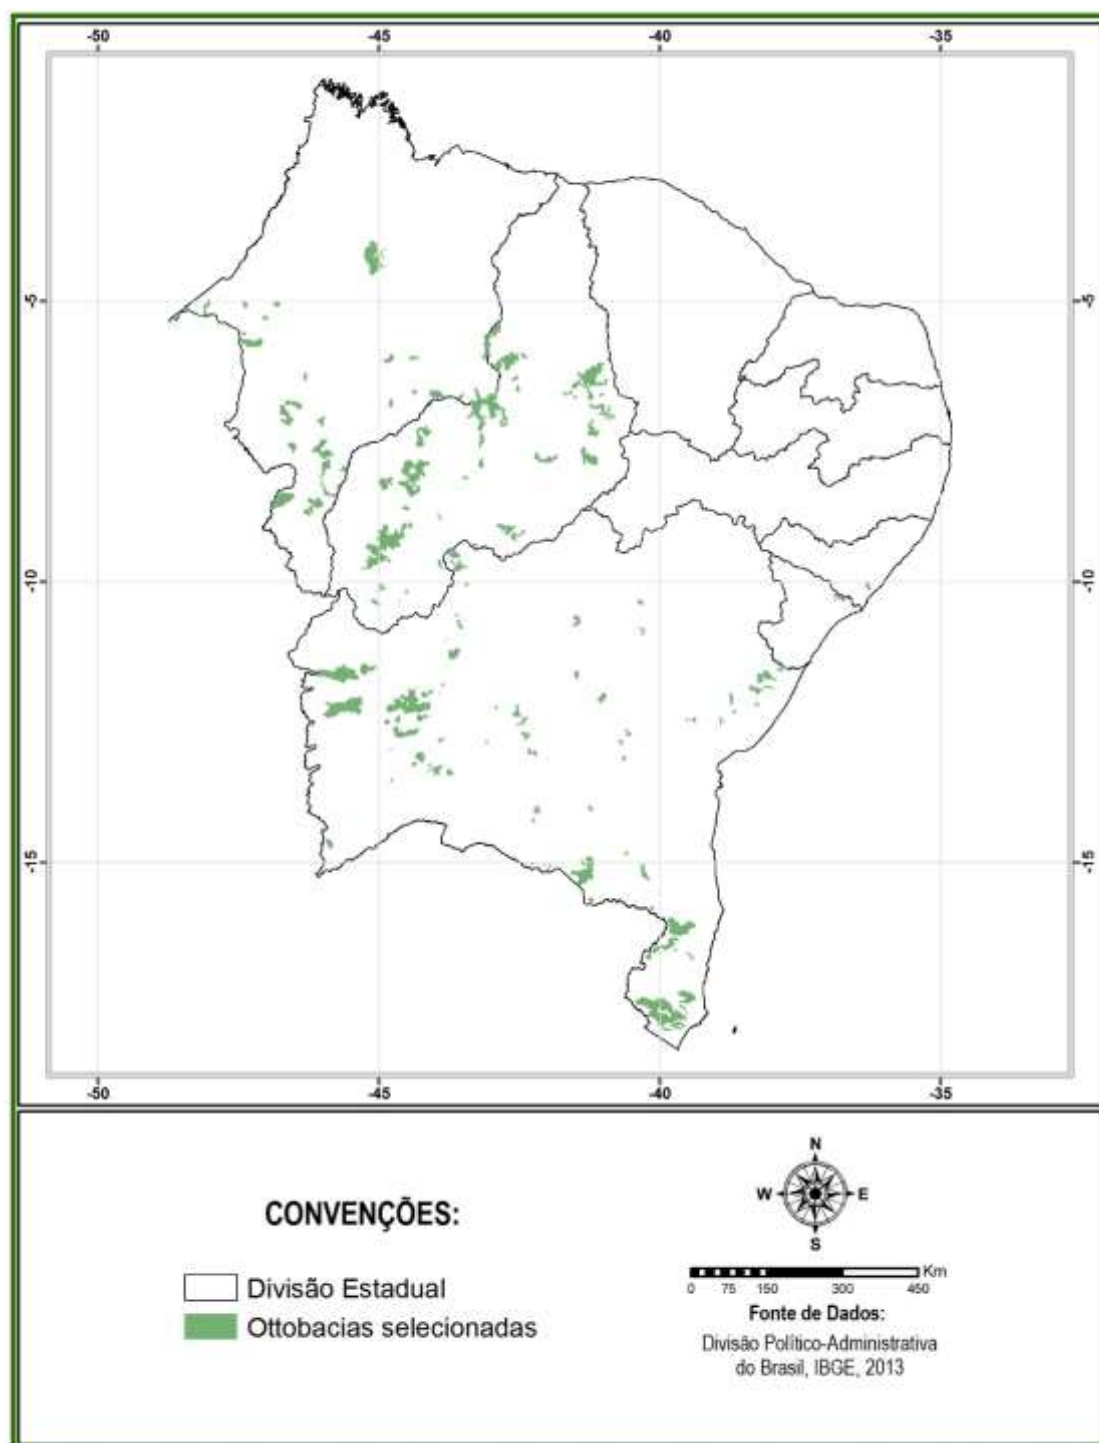 -50 -45 -40 -35
-5 -5
-10 -10
-15 -15
-50 -45 -40 -35
N
W E
S
CONVENÇÕES:
Divisão Estadual
Ottobacias selecionadas
Km
0 75 150 300 450
Fonte de Dados:
Divisão Político-Administrativa
do Brasil, IBGE, 2013